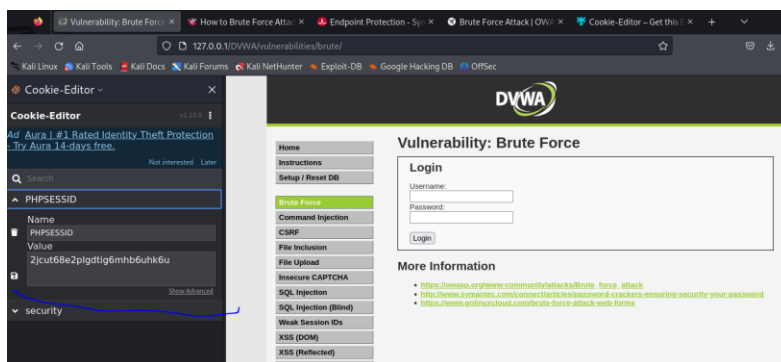 Vulnerability: Brute Force
How to Brute Force Attac
Endpoint Protection - Sym
Brute Force Attack | OWA
Cookie-Editor – Get this E
127.0.0.1/DVWA/vulnerabilities/brute/
Kali Linux Kali Tools Kali Docs Kali Forums Kali NetHunter Exploit-DB Google Hacking DB OffSec
Cookie-Editor
Cookie-Editor v1.13.0
Ad Aura | #1 Rated Identity Theft Protection
- Try Aura 14-days free.
Not interested Later
Search
PHPSESSID
Name
PHPSESSID
Value
2jcut68e2plgdtig6mhb6uhk6u
Show Advanced
security
DVWA
Home
Instructions
Setup / Reset DB
Brute Force
Command Injection
CSRF
File Inclusion
File Upload
Insecure CAPTCHA
SQL Injection
SQL Injection (Blind)
Weak Session IDs
XSS (DOM)
XSS (Reflected)
Vulnerability: Brute Force
Login
Username:
Password:
Login
More Information
https://owasp.org/www-community/attacks/Brute_force_attack
http://www.symantec.com/connect/articles/password-crackers-ensuring-security-your-password
https://www.golinuxcloud.com/brute-force-attack-web-forms